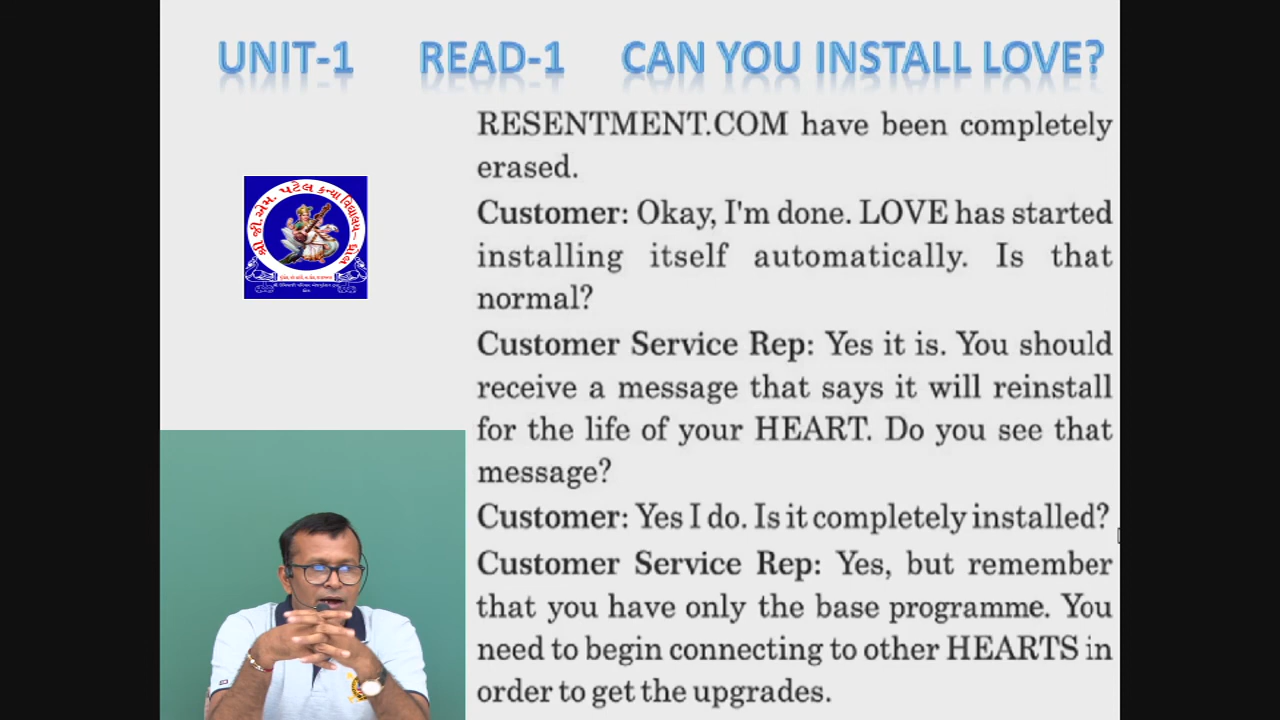 UNIT-1 READ-1 CAN YOU INSTALL LOVE?
RESENTMENT.COM have been completely
erased.
Customer: Okay, I'm done. LOVE has started
installing itself automatically. Is that
normal?
Customer Service Rep: Yes it is. You should
receive a message that says it will reinstall
for the life of your HEART. Do you see that
message?
Customer: Yes I do. Is it completely installed?
Customer Service Rep: Yes, but remember
that you have only the base programme. You
need to begin connecting to other HEARTS in
order to get the upgrades.
શ્રી જી. એમ. પટેલ કન્યા વિદ્યાલય